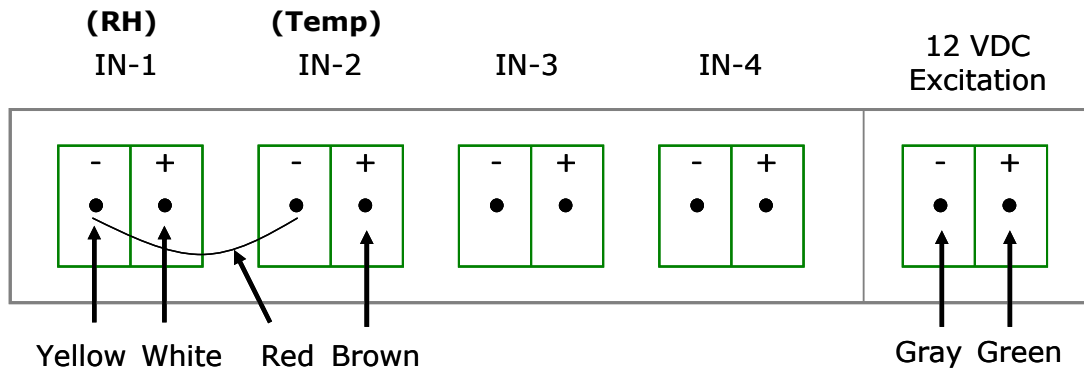 (RH) (Temp)
IN-1 IN-2 IN-3 IN-4 12 VDC
Excitation
- + - + - + - + - +
Yellow White Red Brown Gray Green